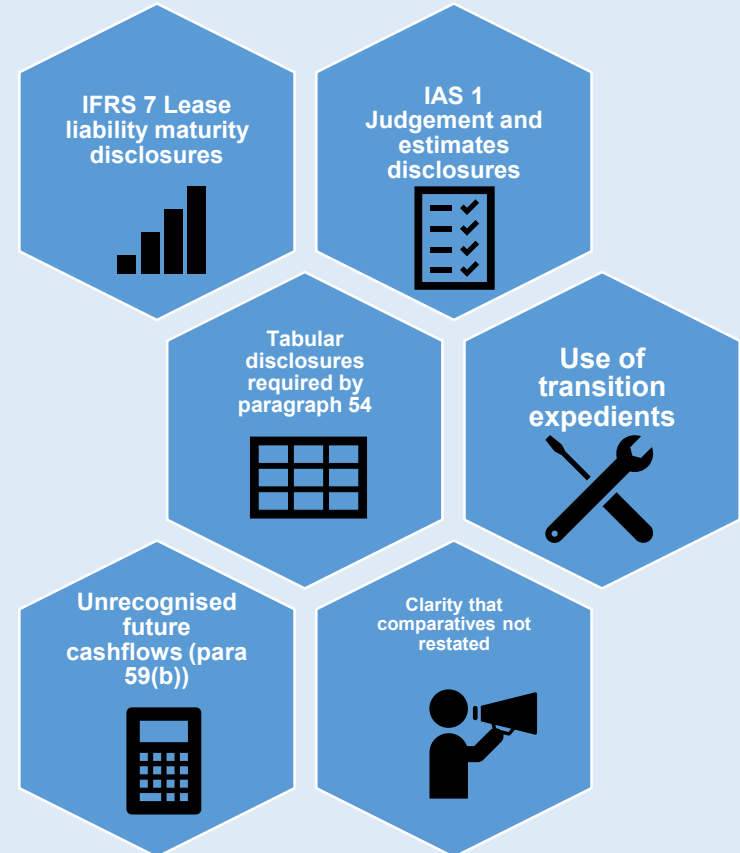 IFRS 7 Lease
liability maturity
disclosures
IAS 1
Judgement and
estimates
disclosures
Tabular
disclosures
required by
paragraph 54
Use of
transition
expedients
Unrecognised
future
cashflows (para
59(b))
Clarity that
comparatives not
restated